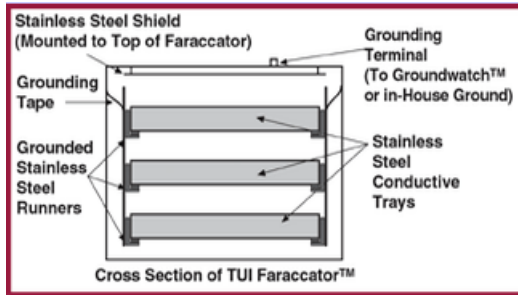 Stainless Steel Shield
(Mounted to Top of Faraccator)
Grounding
Terminal
(To Groundwatch™
or in-House Ground)
Grounding
Tape
Grounded
Stainless
Steel
Runners
Stainless
Steel
Conductive
Trays
Cross Section of TUI Faraccator™